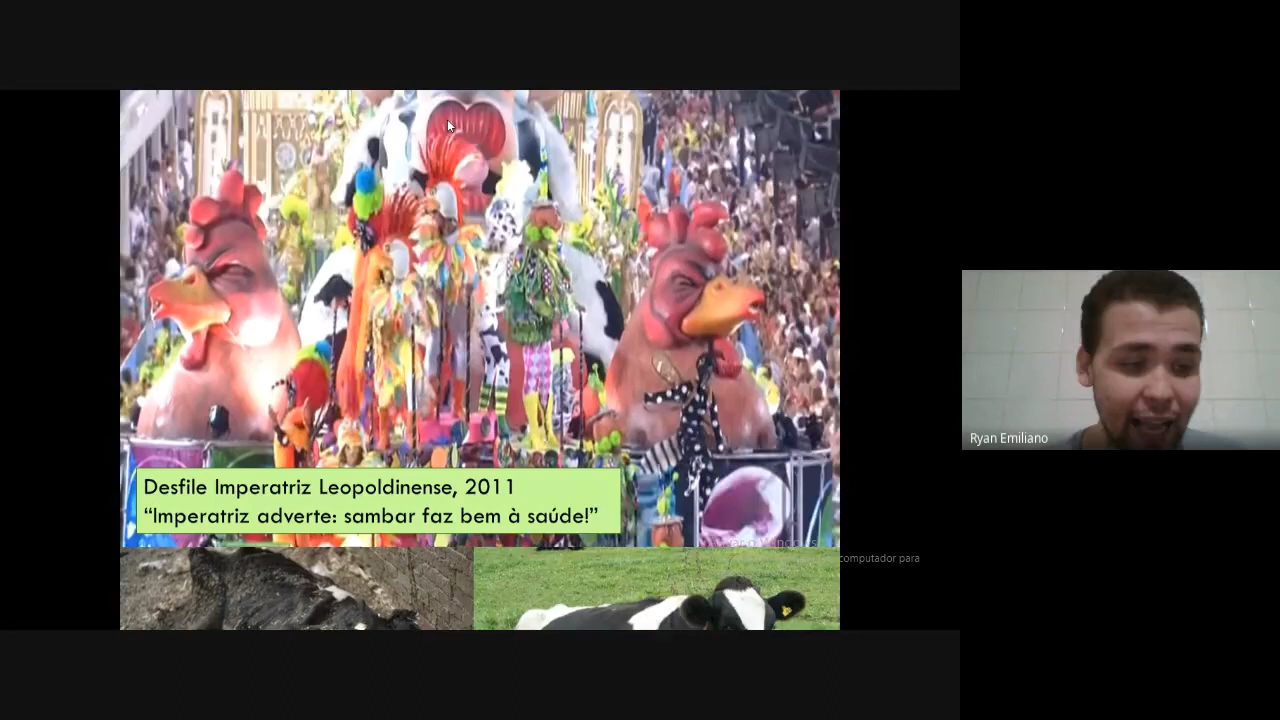 Desfile Imperatriz Leopoldinense, 2011
“Imperatriz adverte: sambar faz bem à saúde!”
computador para
Ryan Emiliano